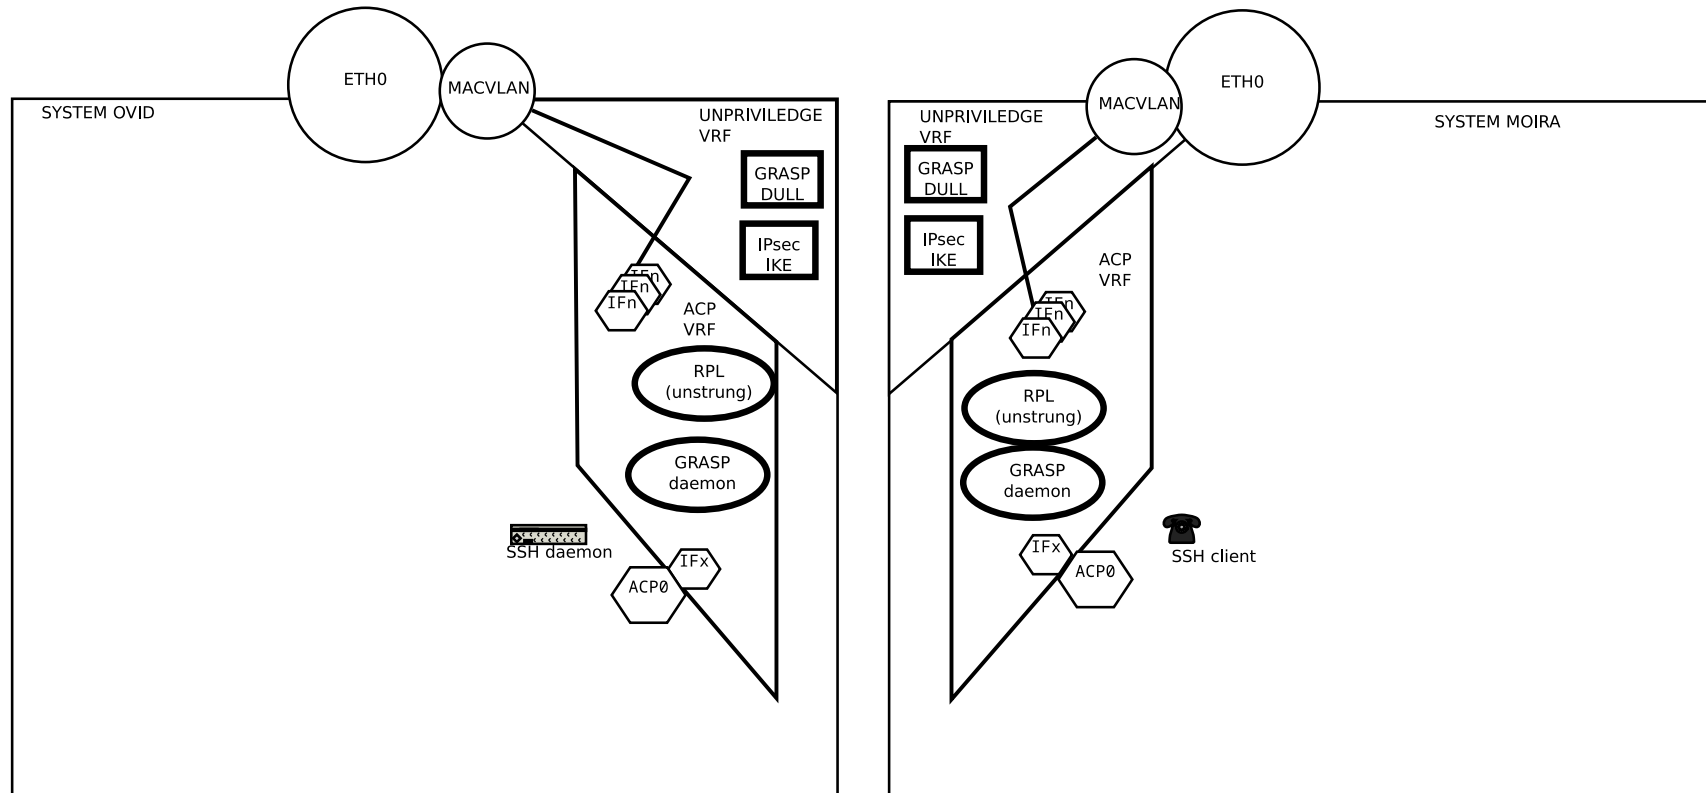 ETH0
MACVLAN
SYSTEM OVID
UNPRIVILEDGE
VRF
GRASP
DULL
IPsec
IKE
IFn
IFn
IFn
ACP
VRF
RPL
(unstrung)
GRASP
daemon
SSH daemon
IFx
ACP0
ETH0
MACVLAN
UNPRIVILEDGE
VRF
SYSTEM MOIRA
GRASP
DULL
IPsec
IKE
ACP
VRF
IFn
IFn
IFn
RPL
(unstrung)
GRASP
daemon
IFx
SSH client
ACP0